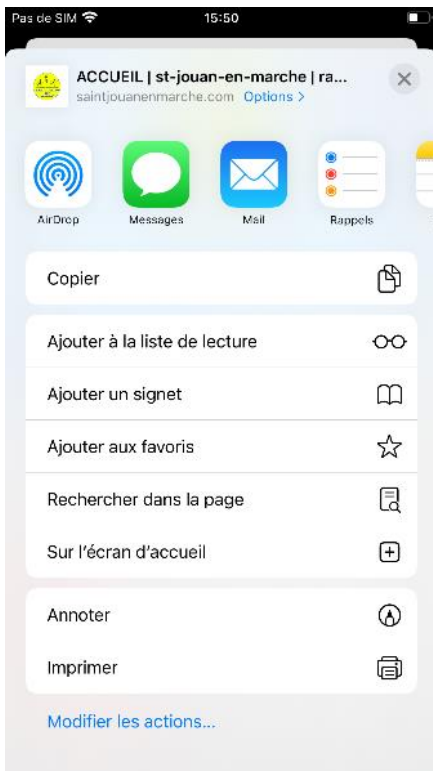 Pas de SIM 15:50
ACCUEIL | st-jouan-en-marche | ra...
saintjouanenmarche.com Options >
AirDrop Messages Mail Rappels
Copier
Ajouter à la liste de lecture
Ajouter un signet
Ajouter aux favoris
Rechercher dans la page
Sur l'écran d'accueil
Annoter
Imprimer
Modifier les actions...